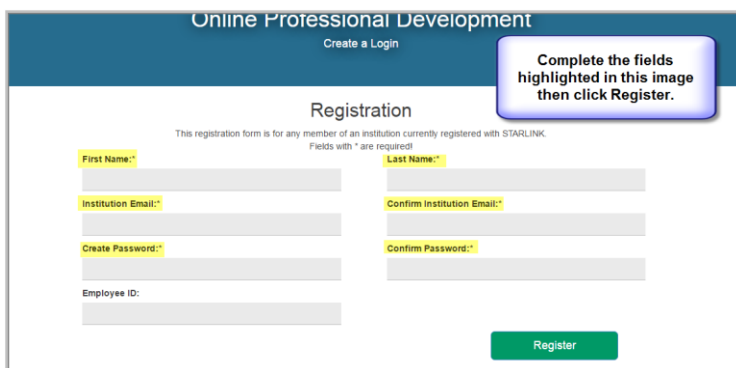 Online Professional Development
Create a Login
Complete the fields
highlighted in this image
then click Register.
Registration
This registration form is for any member of an institution currently registered with STARLINK.
Fields with * are required!
First Name:*
Last Name:*
Institution Email:*
Confirm Institution Email:*
Create Password:*
Confirm Password:*
Employee ID:
Register